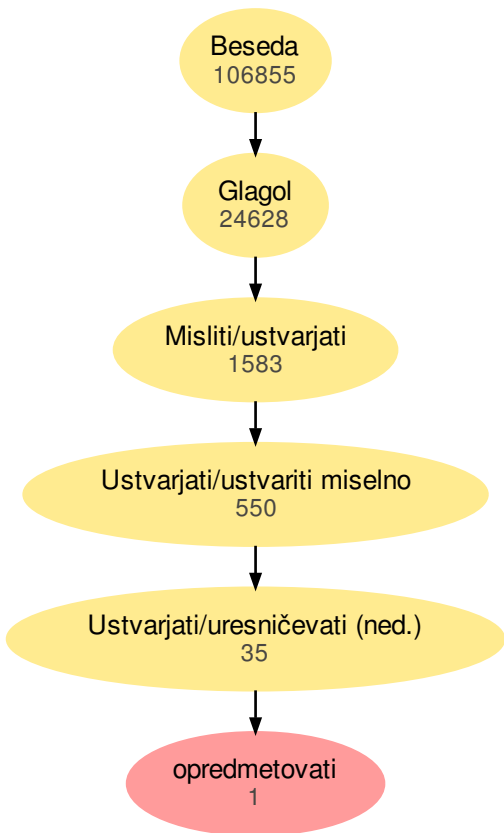 Beseda
106855
Glagol
24628
Misliti/ustvarjati
1583
Ustvarjati/ustvariti miselno
550
Ustvarjati/uresničevati (ned.)
35
opredmetovati
1